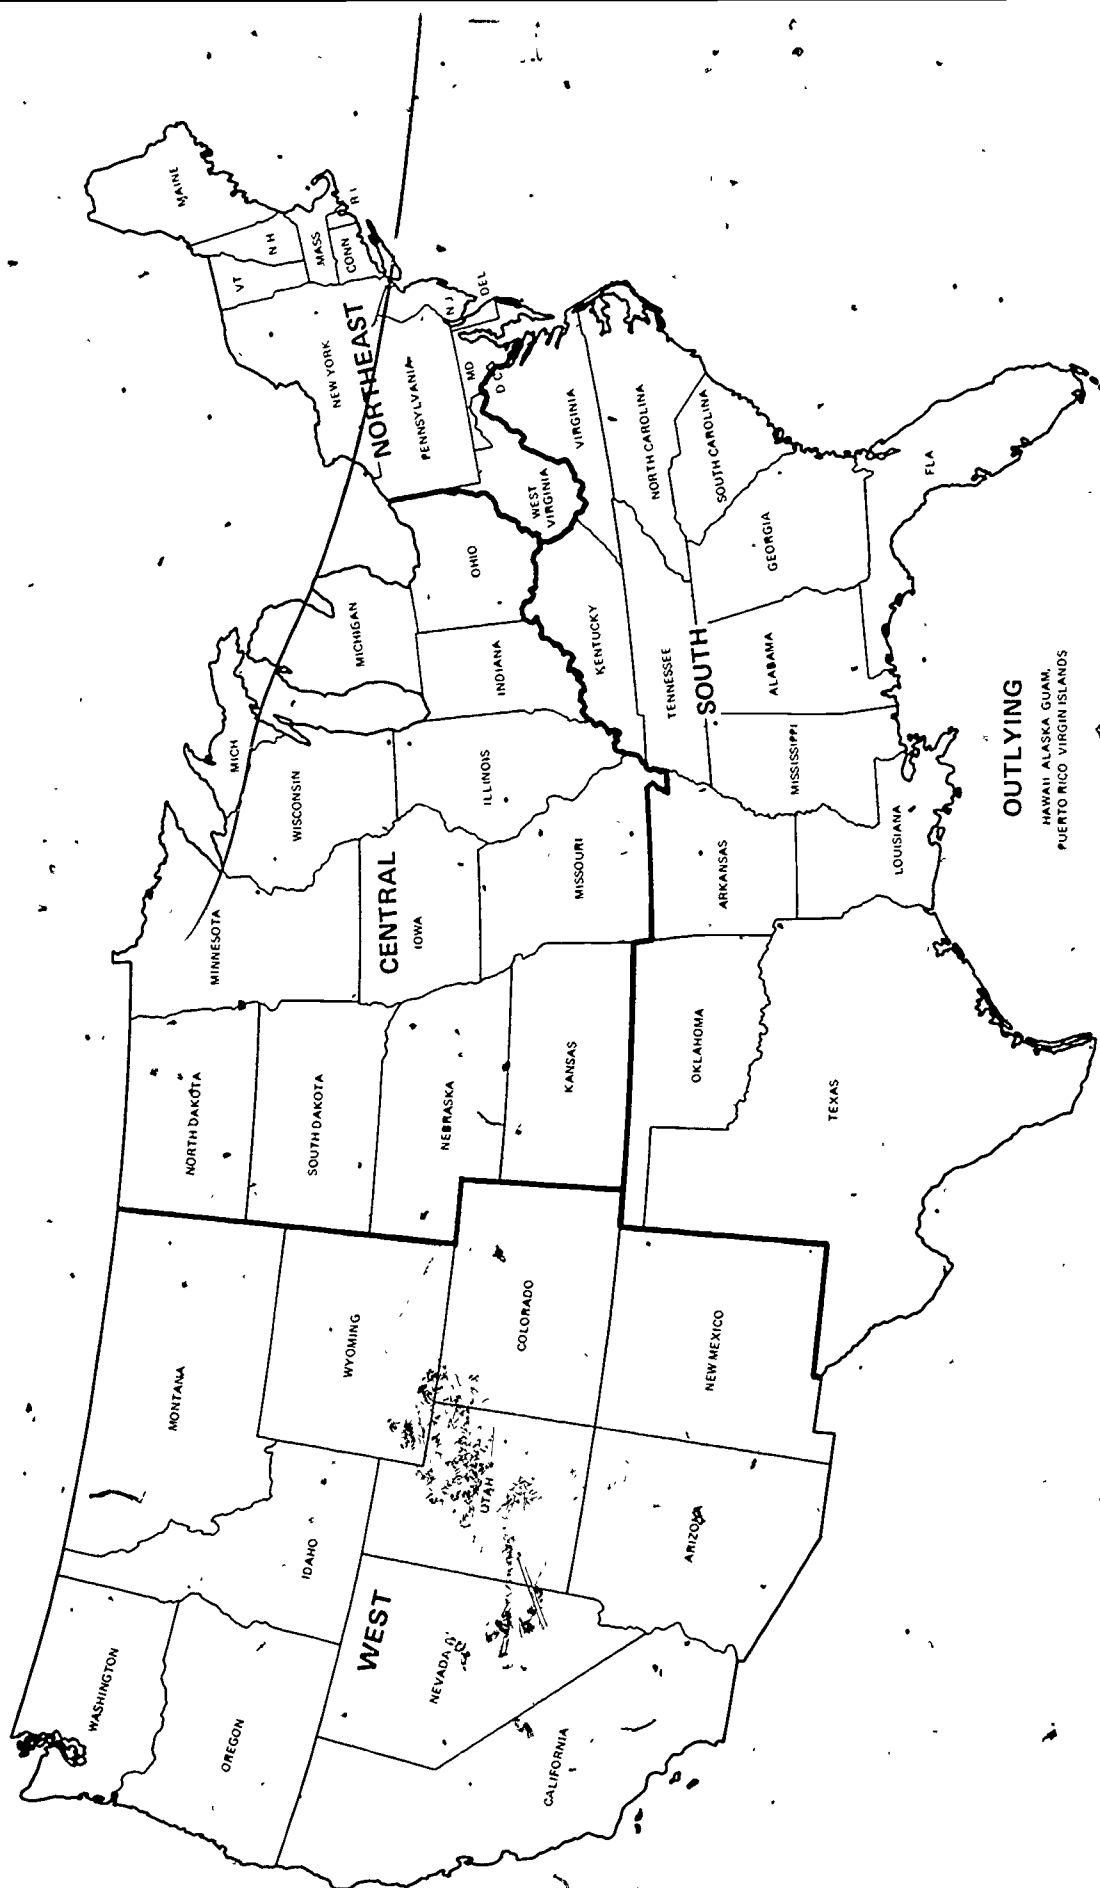 WASHINGTON
OREGON
CALIFORNIA
WEST
NEVADA
IDAHO
MONTANA
WYOMING
UTAH
ARIZONA
COLORADO
NEW MEXICO
NORTH DAKOTA
SOUTH DAKOTA
NEBRASKA
KANSAS
OKLAHOMA
TEXAS
MINNESOTA
CENTRAL
IOWA
MISSOURI
ARKANSAS
LOUISIANA
WISCONSIN
ILLINOIS
MICH
MICHIGAN
INDIANA
OHIO
KENTUCKY
TENNESSEE
SOUTH
MISSISSIPPI
ALABAMA
GEORGIA
FLA
SOUTH CAROLINA
NORTH CAROLINA
VIRGINIA
WEST
VIRGINIA
NORTHEAST
NEW YORK
PENNSYLVANIA
MD
D C
DEL
N J
VT
N H
MAINE
MASS
CONN
R I
OUTLYING
HAWAII ALASKA GUAM,
PUERTO RICO VIRGIN ISLANDS